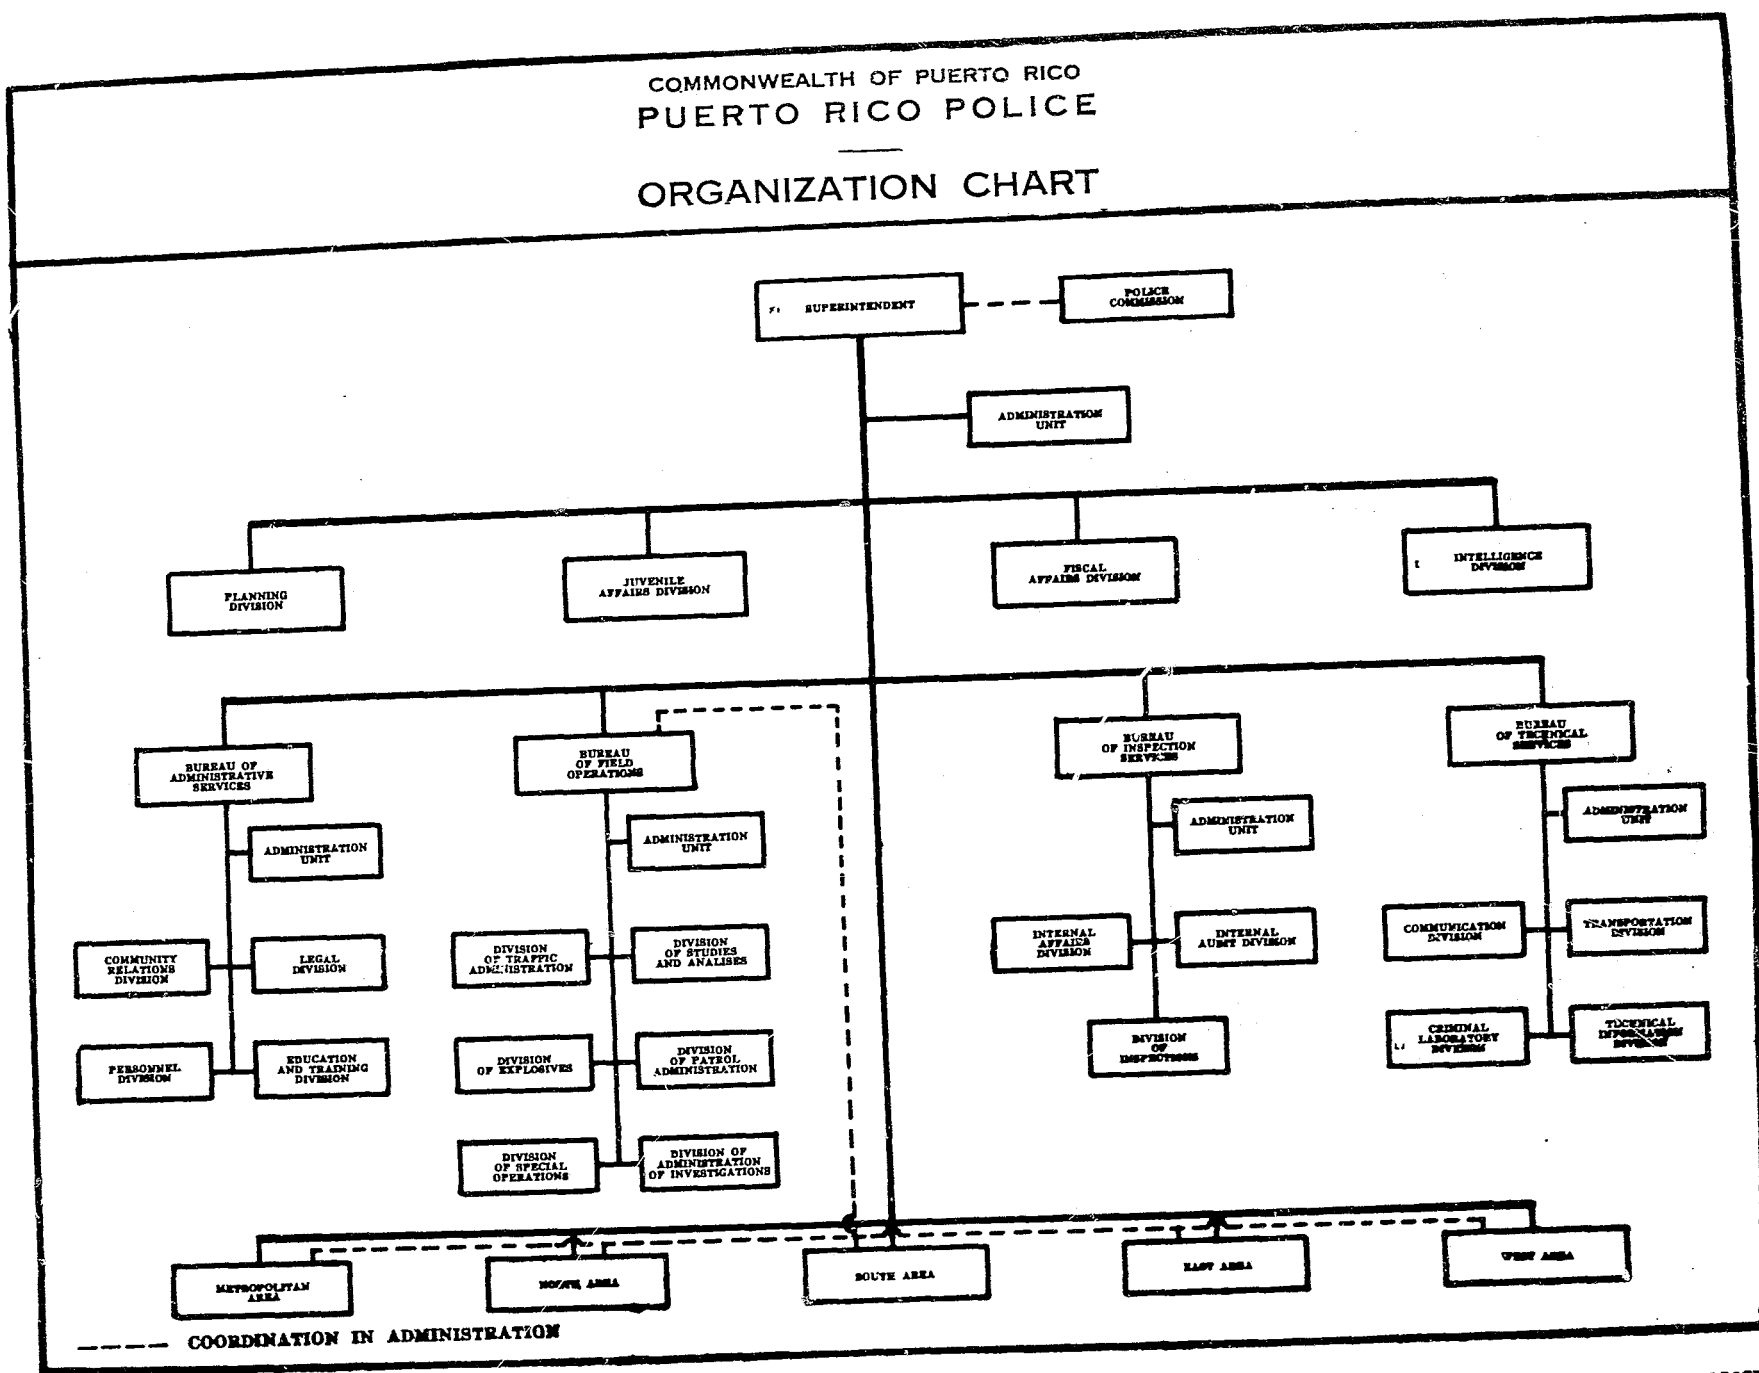 COMMONWEALTH OF PUERTO RICO
PUERTO RICO POLICE
ORGANIZATION CHART
SUPERINTENDENT
POLICE
COMMISSION
ADMINISTRATION
UNIT
PLANNING
DIVISION
JUVENILE
AFFAIRS DIVISION
FISCAL
AFFAIRS DIVISION
INTELLIGENCE
DIVISION
BUREAU OF
ADMINISTRATIVE
SERVICES
BUREAU
OF FIELD
OPERATIONS
BUREAU
OF INSPECTION
SERVICES
BUREAU
OF TECHNICAL
SERVICES
ADMINISTRATION
UNIT
ADMINISTRATION
UNIT
ADMINISTRATION
UNIT
ADMINISTRATION
UNIT
COMMUNITY
RELATIONS
DIVISION
LEGAL
DIVISION
DIVISION
OF TRAFFIC
ADMINISTRATION
DIVISION
OF STUDIES
AND ANALISES
INTERNAL
AFFAIRS
DIVISION
INTERNAL
AUDIT DIVISION
COMMUNICATION
DIVISION
TRANSPORTATION
DIVISION
PERSONNEL
DIVISION
EDUCATION
AND TRAINING
DIVISION
DIVISION
OF EXPLOSIVES
DIVISION
OF PATROL
ADMINISTRATION
DIVISION
OF
INSPECTIONS
CRIMINAL
LABORATORY
DIVISION
TECHNICAL
INFORMATION
DIVISION
DIVISION
OF SPECIAL
OPERATIONS
DIVISION OF
ADMINISTRATION
OF INVESTIGATIONS
METROPOLITAN
AREA
NORTH AREA
SOUTH AREA
EAST AREA
WEST AREA
COORDINATION IN ADMINISTRATION